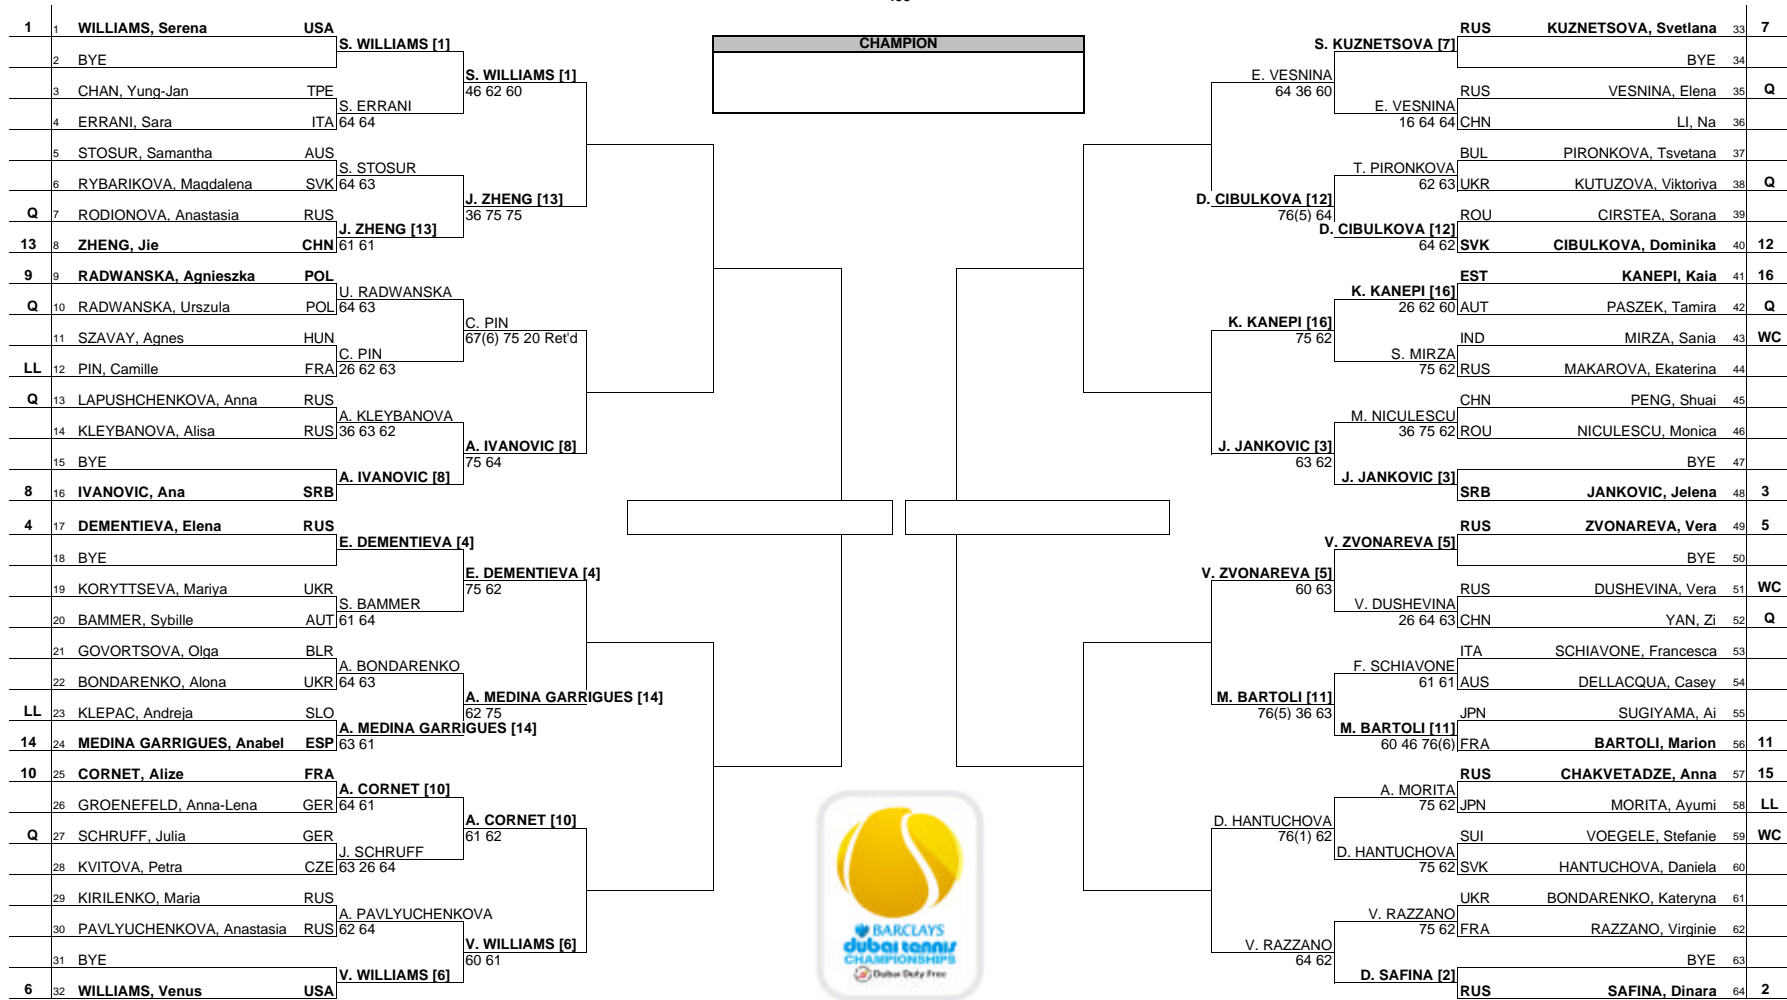 1 1 WILLIAMS, Serena USA
2 BYE
3 CHAN, Yung-Jan TPE
4 ERRANI, Sara ITA
5 STOSUR, Samantha AUS
6 RYBARIKOVA, Magdalena SVK
Q 7 RODIONOVA, Anastasia RUS
13 8 ZHENG, Jie CHN
9 9 RADWANSKA, Agnieszka POL
Q 10 RADWANSKA, Urszula POL
11 SZAVAY, Agnes HUN
LL 12 PIN, Camille FRA
Q 13 LAPUSHCHENKOVA, Anna RUS
14 KLEYBANOVA, Alisa RUS
15 BYE
8 16 IVANOVIC, Ana SRB
4 17 DEMENTIEVA, Elena RUS
18 BYE
19 KORYTTSEVA, Mariya UKR
20 BAMMER, Sybille AUT
21 GOVORTSOVA, Olga BLR
22 BONDARENKO, Alona UKR
LL 23 KLEPAC, Andreja SLO
14 24 MEDINA GARRIGUES, Anabel ESP
10 25 CORNET, Alize FRA
26 GROENEFELD, Anna-Lena GER
Q 27 SCHRUFF, Julia GER
28 KVITOVA, Petra CZE
29 KIRILENKO, Maria RUS
30 PAVLYUCHENKOVA, Anastasia RUS
31 BYE
6 32 WILLIAMS, Venus USA
S. WILLIAMS [1]
S. ERRANI
64 64
S. STOSUR
64 63
J. ZHENG [13]
61 61
U. RADWANSKA
64 63
C. PIN
26 62 63
A. KLEYBANOVA
36 63 62
A. IVANOVIC [8]
E. DEMENTIEVA [4]
S. BAMMER
61 64
A. BONDARENKO
64 63
A. MEDINA GARRIGUES [14]
63 61
A. CORNET [10]
64 61
J. SCHRUFF
63 26 64
A. PAVLYUCHENKOVA
62 64
V. WILLIAMS [6]
S. WILLIAMS [1]
46 62 60
J. ZHENG [13]
36 75 75
C. PIN
67(6) 75 20 Ret'd
A. IVANOVIC [8]
75 64
E. DEMENTIEVA [4]
75 62
A. MEDINA GARRIGUES [14]
62 75
A. CORNET [10]
61 62
V. WILLIAMS [6]
60 61
CHAMPION
BARCLAYS
dubai tennis
CHAMPIONSHIPS
Dubai Duty Free
E. VESNINA
64 36 60
D. CIBULKOVA [12]
76(5) 64
K. KANEPI [16]
75 62
J. JANKOVIC [3]
63 62
V. ZVONAREVA [5]
60 63
M. BARTOLI [11]
76(5) 36 63
D. HANTUCHOVA
76(1) 62
V. RAZZANO
64 62
S. KUZNETSOVA [7]
E. VESNINA
16 64 64
T. PIRONKOVA
62 63
D. CIBULKOVA [12]
64 62
K. KANEPI [16]
26 62 60
S. MIRZA
75 62
M. NICULESCU
36 75 62
J. JANKOVIC [3]
V. ZVONAREVA [5]
V. DUSHEVINA
26 64 63
F. SCHIAVONE
61 61
M. BARTOLI [11]
60 46 76(6)
A. MORITA
75 62
D. HANTUCHOVA
75 62
V. RAZZANO
75 62
D. SAFINA [2]
RUS KUZNETSOVA, Svetlana 33 7
BYE 34
RUS VESNINA, Elena 35 Q
CHN LI, Na 36
BUL PIRONKOVA, Tsvetana 37
UKR KUTUZOVA, Viktoriya 38 Q
ROU CIRSTEA, Sorana 39
SVK CIBULKOVA, Dominika 40 12
EST KANEPI, Kaia 41 16
AUT PASZEK, Tamira 42 Q
IND MIRZA, Sania 43 WC
RUS MAKAROVA, Ekaterina 44
CHN PENG, Shuai 45
ROU NICULESCU, Monica 46
BYE 47
SRB JANKOVIC, Jelena 48 3
RUS ZVONAREVA, Vera 49 5
BYE 50
RUS DUSHEVINA, Vera 51 WC
CHN YAN, Zi 52 Q
ITA SCHIAVONE, Francesca 53
AUS DELLACQUA, Casey 54
JPN SUGIYAMA, Ai 55
FRA BARTOLI, Marion 56 11
RUS CHAKVETADZE, Anna 57 15
JPN MORITA, Ayumi 58 LL
SUI VOEGELE, Stefanie 59 WC
SVK HANTUCHOVA, Daniela 60
UKR BONDARENKO, Kateryna 61
FRA RAZZANO, Virginie 62
BYE 63
RUS SAFINA, Dinara 64 2